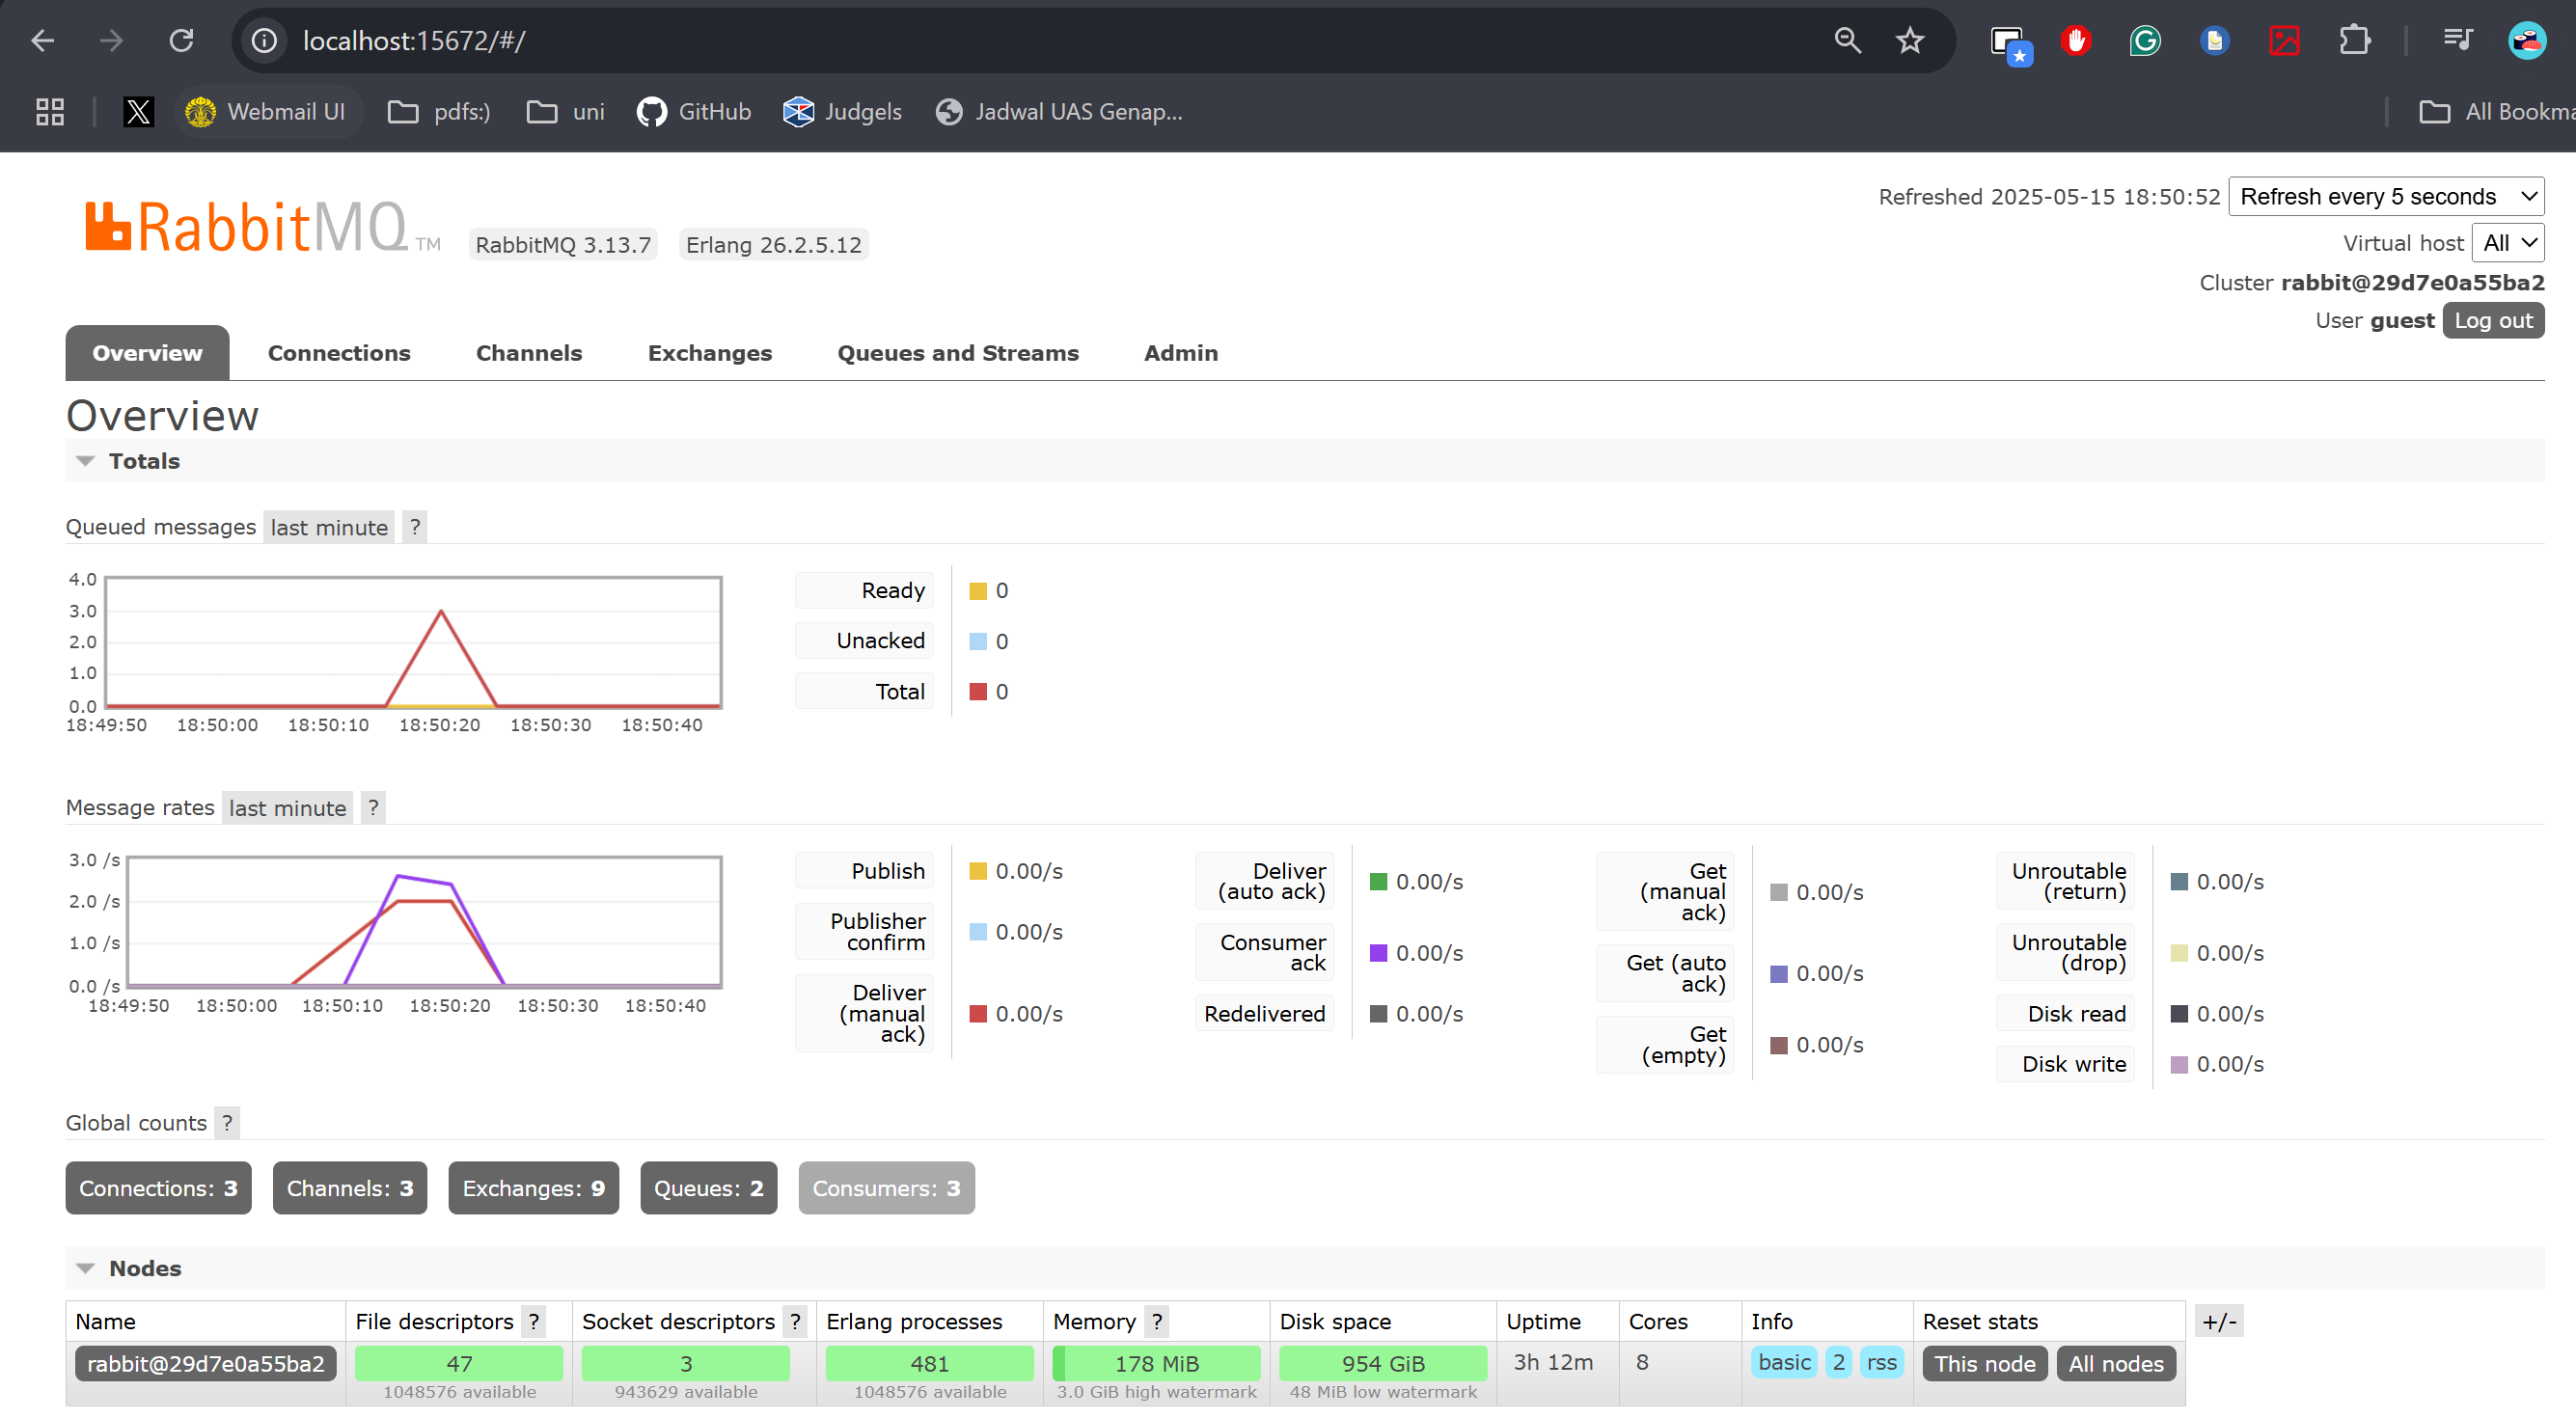 localhost:15672/#/
Webmail UI pdfs:) uni GitHub Judgels Jadwal UAS Genap...
All Bookma
RabbitMQ TM RabbitMQ 3.13.7 Erlang 26.2.5.12
Refreshed 2025-05-15 18:50:52 Refresh every 5 seconds
Virtual host All
Cluster rabbit@29d7e0a55ba2
User guest Log out
Overview Connections Channels Exchanges Queues and Streams Admin
Overview
Totals
Queued messages last minute ?
4.0
3.0
2.0
1.0
0.0
18:49:50 18:50:00 18:50:10 18:50:20 18:50:30 18:50:40
Ready 0
Unacked 0
Total 0
Message rates last minute ?
3.0 /s
2.0 /s
1.0 /s
0.0 /s
18:49:50 18:50:00 18:50:10 18:50:20 18:50:30 18:50:40
Publish 0.00/s
Publisher
confirm 0.00/s
Deliver
(manual 0.00/s
ack)
Deliver
(auto ack) 0.00/s
Consumer
ack 0.00/s
Redelivered 0.00/s
Get
(manual 0.00/s
ack)
Get (auto
ack) 0.00/s
Get
(empty) 0.00/s
Unroutable
(return) 0.00/s
Unroutable
(drop) 0.00/s
Disk read 0.00/s
Disk write 0.00/s
Global counts ?
Connections: 3 Channels: 3 Exchanges: 9 Queues: 2 Consumers: 3
Nodes
Name File descriptors ? Socket descriptors ? Erlang processes Memory ? Disk space Uptime Cores Info Reset stats +/-
rabbit@29d7e0a55ba2 47 3 481 178 MiB 954 GiB 3h 12m 8 basic 2 rss This node All nodes
1048576 available 943629 available 1048576 available 3.0 GiB high watermark 48 MiB low watermark